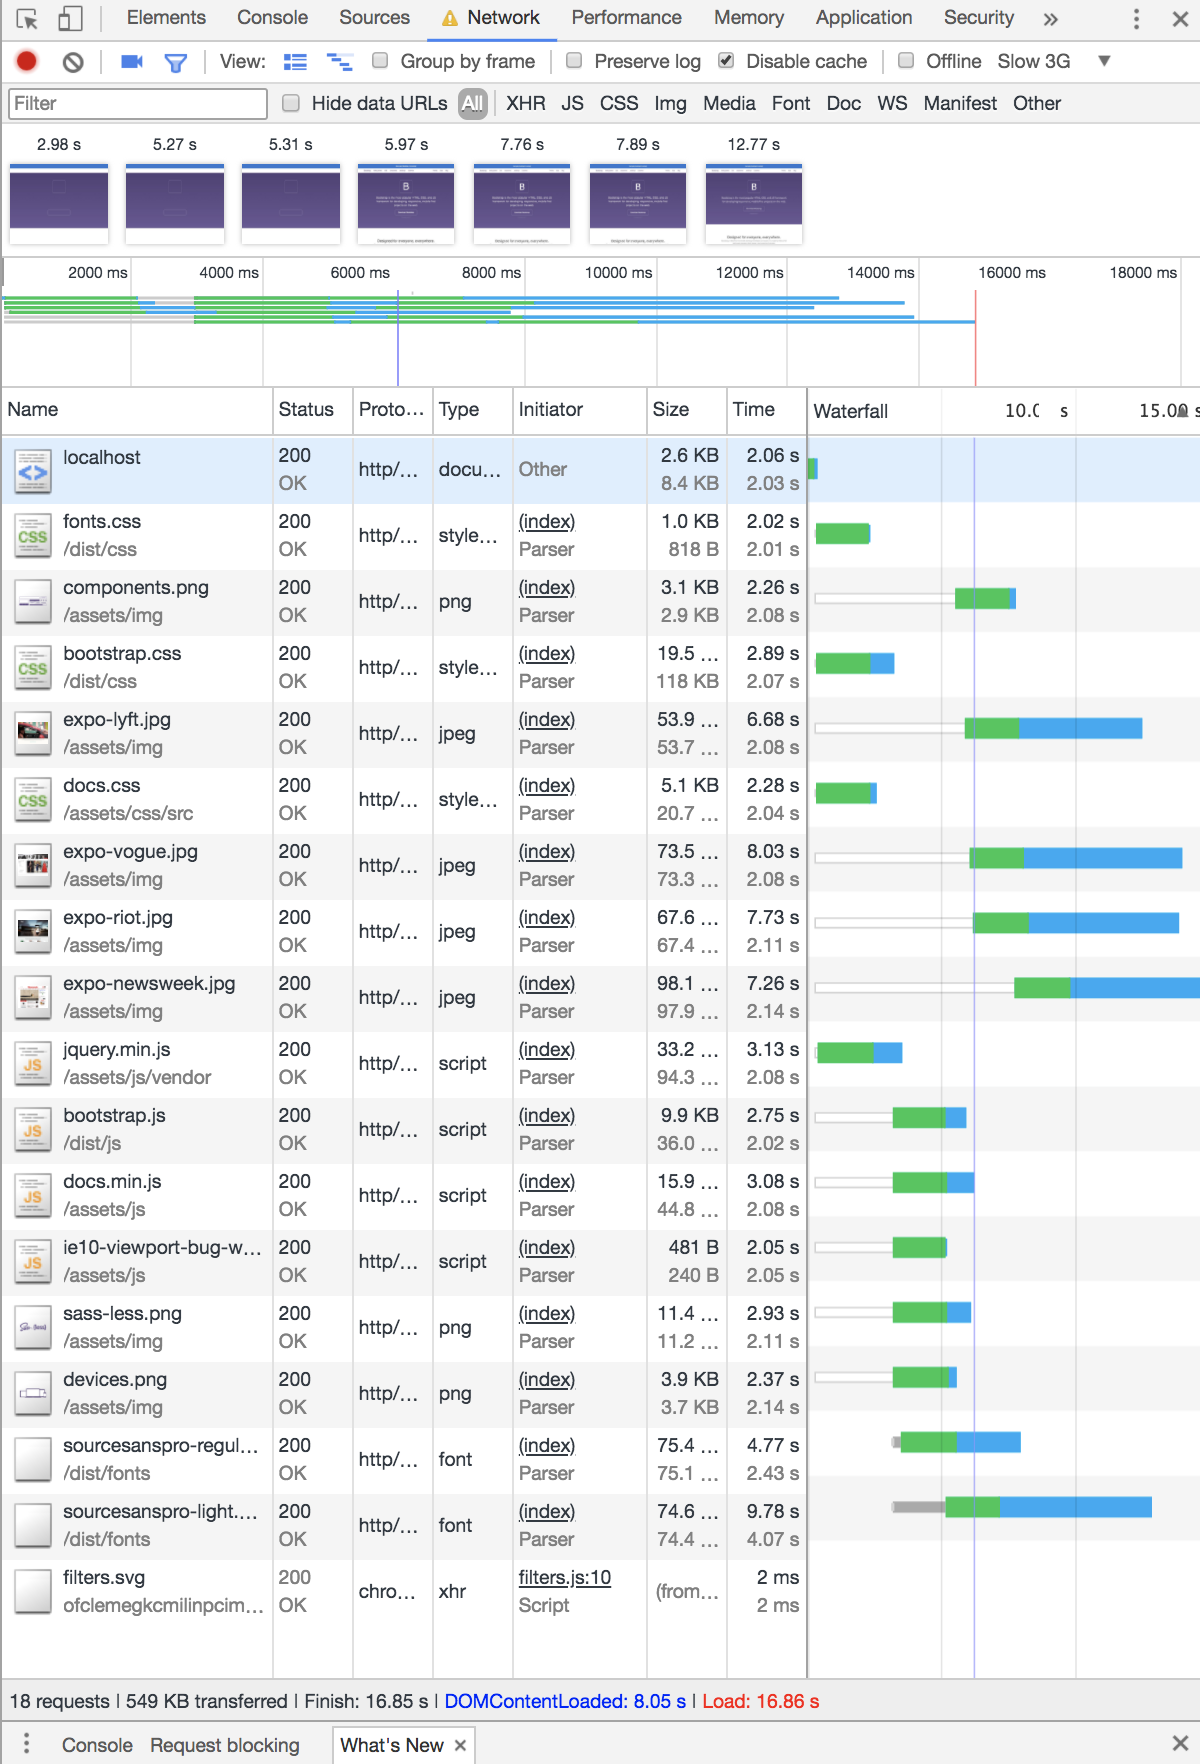 Elements Console Sources Network Performance Memory Application Security »
View: Group by frame Preserve log Disable cache Offline Slow 3G ▼
Filter Hide data URLs All XHR JS CSS Img Media Font Doc WS Manifest Other
2.98 s 5.27 s 5.31 s 5.97 s 7.76 s 7.89 s 12.77 s
2000 ms 4000 ms 6000 ms 8000 ms 10000 ms 12000 ms 14000 ms 16000 ms 18000 ms
Name Status Proto... Type Initiator Size Time Waterfall 10.0 s 15.00 s
localhost 200 OK http/... docu... Other 2.6 KB 8.4 KB 2.06 s 2.03 s
fonts.css 200 (index) 1.0 KB 2.02 s
/dist/css OK http/... style... Parser 818 B 2.01 s
components.png 200 (index) 3.1 KB 2.26 s
/assets/img OK http/... png Parser 2.9 KB 2.08 s
bootstrap.css 200 (index) 19.5 ... 2.89 s
/dist/css OK http/... style... Parser 118 KB 2.07 s
expo-lyft.jpg 200 (index) 53.9 ... 6.68 s
/assets/img OK http/... jpeg Parser 53.7 ... 2.08 s
docs.css 200 (index) 5.1 KB 2.28 s
/assets/css/src OK http/... style... Parser 20.7 ... 2.04 s
expo-vogue.jpg 200 (index) 73.5 ... 8.03 s
/assets/img OK http/... jpeg Parser 73.3 ... 2.08 s
expo-riot.jpg 200 (index) 67.6 ... 7.73 s
/assets/img OK http/... jpeg Parser 67.4 ... 2.11 s
expo-newsweek.jpg 200 (index) 98.1 ... 7.26 s
/assets/img OK http/... jpeg Parser 97.9 ... 2.14 s
jquery.min.js 200 (index) 33.2 ... 3.13 s
/assets/js/vendor OK http/... script Parser 94.3 ... 2.08 s
bootstrap.js 200 (index) 9.9 KB 2.75 s
/dist/js OK http/... script Parser 36.0 ... 2.02 s
docs.min.js 200 (index) 15.9 ... 3.08 s
/assets/js OK http/... script Parser 44.8 ... 2.08 s
ie10-viewport-bug-w... 200 (index) 481 B 2.05 s
/assets/js OK http/... script Parser 240 B 2.05 s
sass-less.png 200 (index) 11.4 ... 2.93 s
/assets/img OK http/... png Parser 11.2 ... 2.11 s
devices.png 200 (index) 3.9 KB 2.37 s
/assets/img OK http/... png Parser 3.7 KB 2.14 s
sourcesanspro-regul... 200 (index) 75.4 ... 4.77 s
/dist/fonts OK http/... font Parser 75.1 ... 2.43 s
sourcesanspro-light.... 200 (index) 74.6 ... 9.78 s
/dist/fonts OK http/... font Parser 74.4 ... 4.07 s
filters.svg 200 filters.js:10 2 ms
ofclemegkcmilinpcim... OK chro... xhr Script (from... 2 ms
18 requests | 549 KB transferred | Finish: 16.85 s | DOMContentLoaded: 8.05 s | Load: 16.86 s
Console Request blocking What's New ×